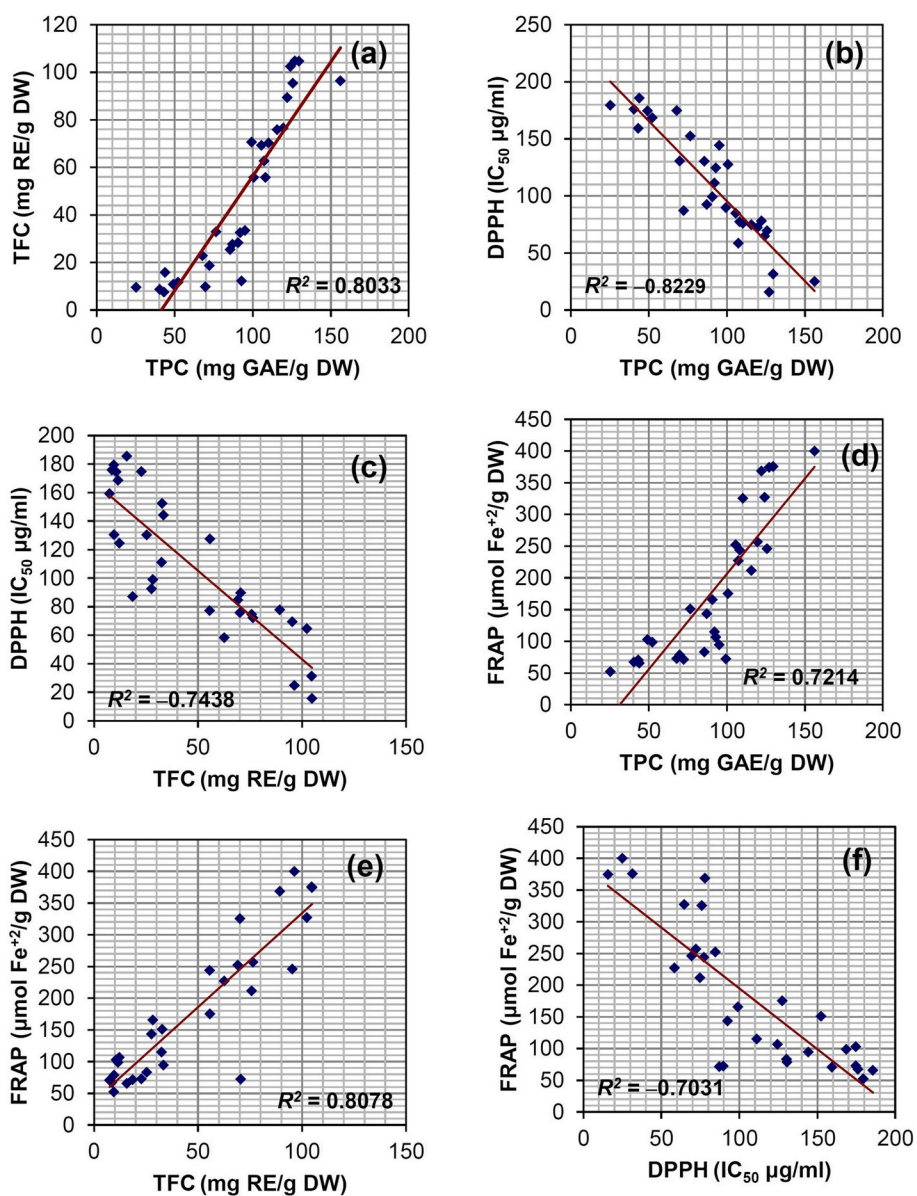 (a)
TFC (mg RE/g DW)
120
100
80
60
40
20
0
R² = 0.8033
0 50 100 150 200
TPC (mg GAE/g DW)
(b)
DPPH (IC₅₀ µg/ml)
250
200
150
100
50
0
R² = –0.8229
0 50 100 150 200
TPC (mg GAE/g DW)
(c)
DPPH (IC₅₀ µg/ml)
200
180
160
140
120
100
80
60
40
20
0
R² = –0.7438
0 50 100 150
TFC (mg RE/g DW)
(d)
FRAP (µmol Fe⁺²/g DW)
450
400
350
300
250
200
150
100
50
0
R² = 0.7214
0 50 100 150 200
TPC (mg GAE/g DW)
(e)
FRAP (µmol Fe⁺²/g DW)
450
400
350
300
250
200
150
100
50
0
R² = 0.8078
0 50 100 150
TFC (mg RE/g DW)
(f)
FRAP (µmol Fe⁺²/g DW)
450
400
350
300
250
200
150
100
50
0
R² = –0.7031
0 50 100 150 200
DPPH (IC₅₀ µg/ml)